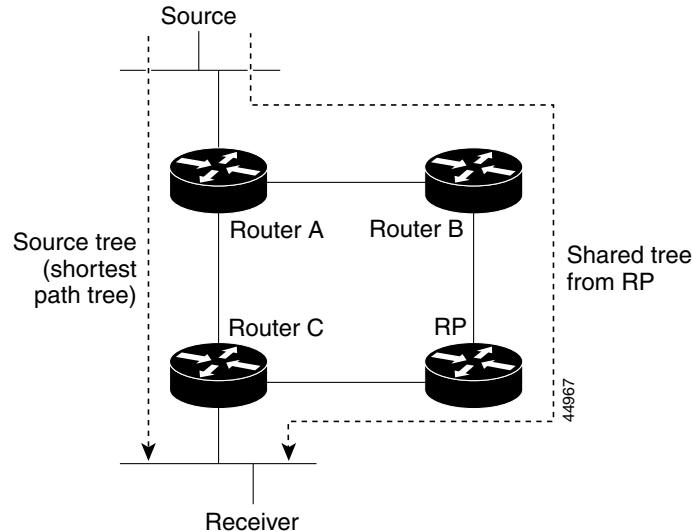 Source
Router A
Router B
Source tree
(shortest
path tree)
Shared tree
from RP
Router C
RP
44967
Receiver